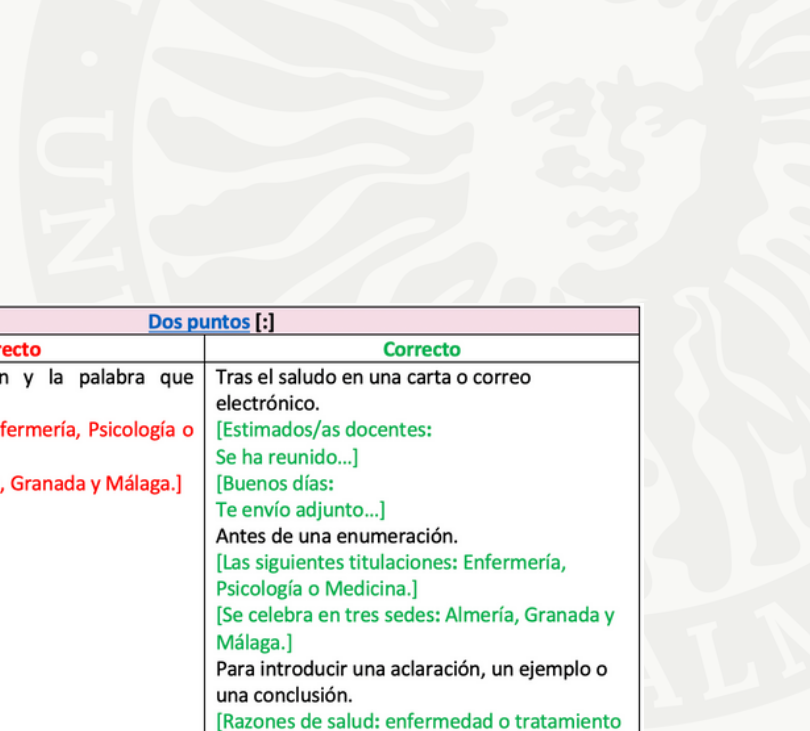 Dos puntos [:]
Correcto
n y la palabra que
Psicología o
, Granada y Málaga.]
Tras el saludo en una carta o correo
electrónico.
[Estimados/as docentes:
Se ha reunido...]
[Buenos días:
Te envío adjunto...]
Antes de una enumeración.
[Las siguientes titulaciones: Enfermería,
Psicología o Medicina.]
[Se celebra en tres sedes: Almería, Granada y
Málaga.]
Para introducir una aclaración, un ejemplo o
una conclusión.
[Razones de salud: enfermedad o tratamiento